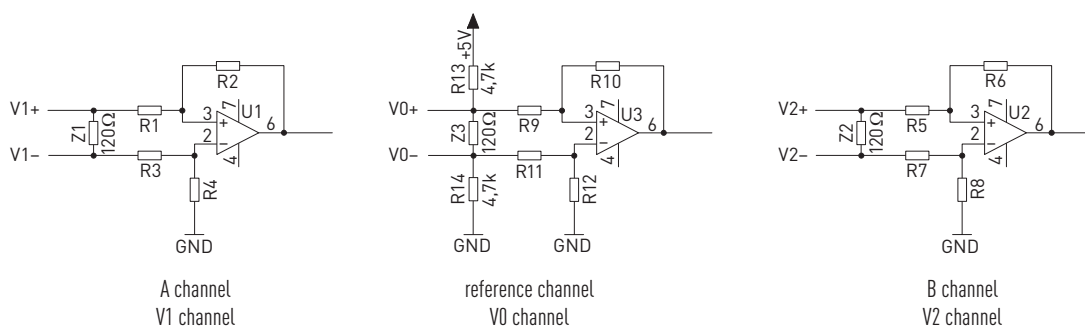 V1+
V1−
Z1
120Ω
R1
R3
R2
R4
3
2
7
4
6
U1
+
−
GND
A channel
V1 channel
+5V
R13
4,7k
V0+
V0−
Z3
120Ω
R14
4,7k
R9
R11
R10
R12
3
2
7
4
6
U3
+
−
GND
GND
reference channel
V0 channel
V2+
V2−
Z2
120Ω
R5
R7
R6
R8
3
2
7
4
6
U2
+
−
GND
B channel
V2 channel